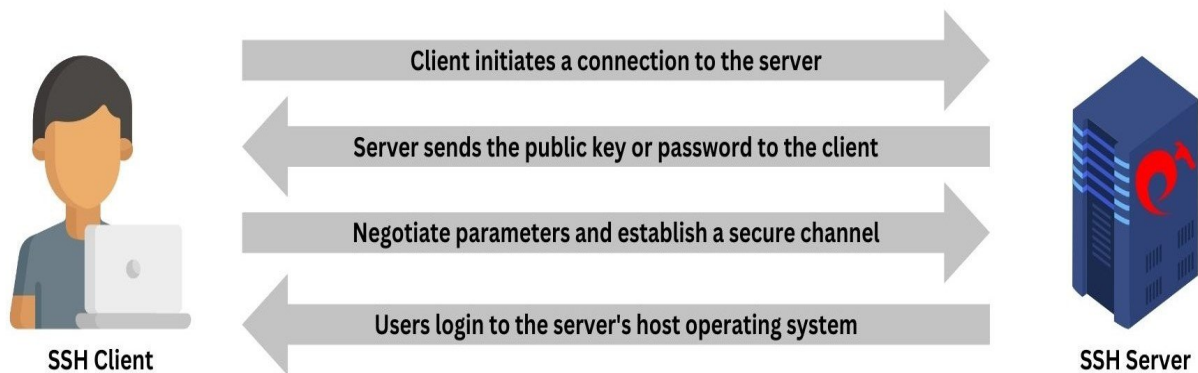 Client initiates a connection to the server
Server sends the public key or password to the client
Negotiate parameters and establish a secure channel
Users login to the server's host operating system
SSH Client
SSH Server